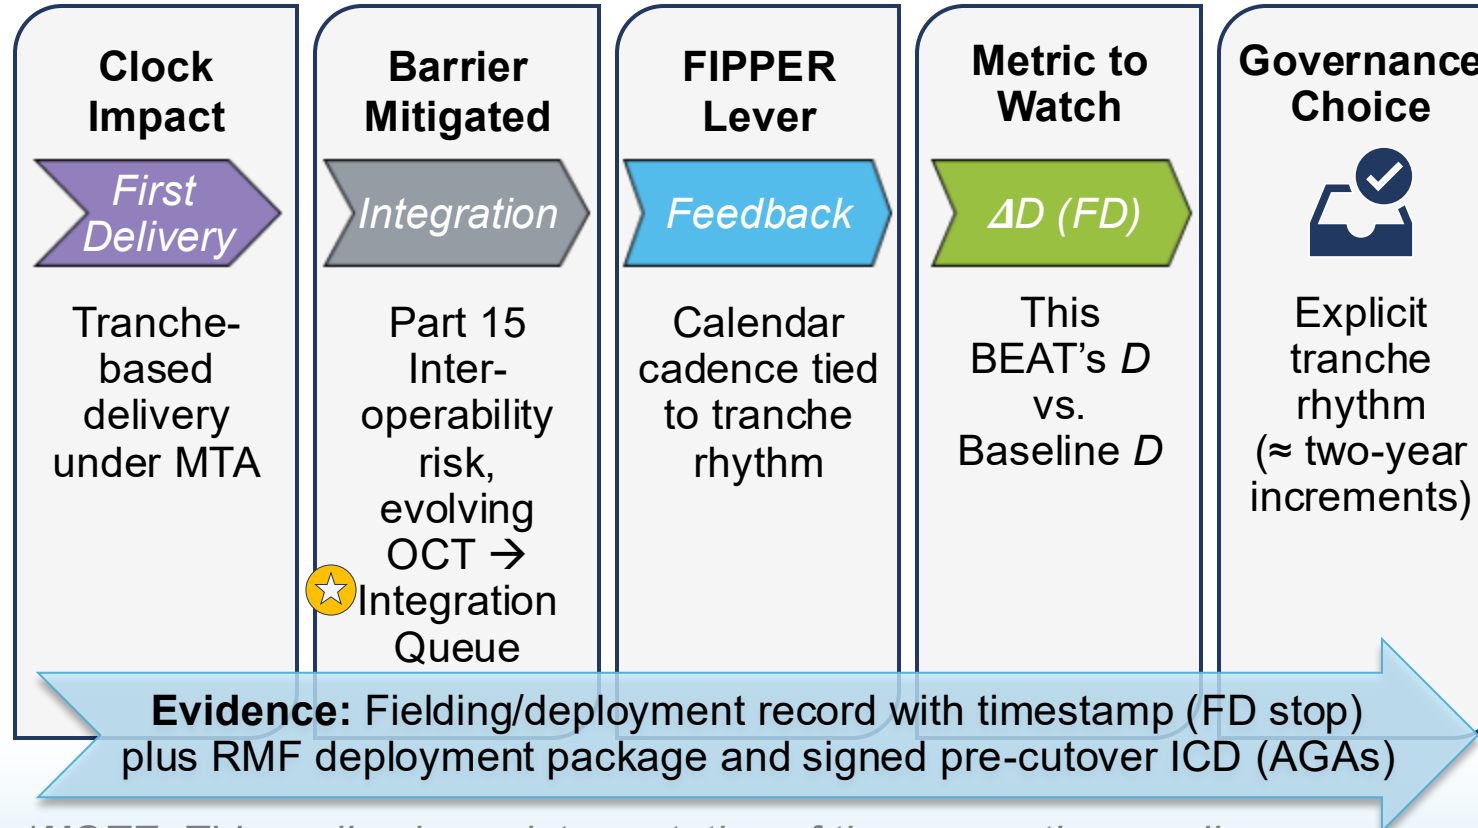 Clock
Impact
First
Delivery
Tranche-
based
delivery
under MTA
Barrier
Mitigated
Integration
Part 15
Inter-
operability
risk,
evolving
OCT →
Integration
Queue
FIPPER
Lever
Feedback
Calendar
cadence tied
to tranche
rhythm
Metric to
Watch
ΔD (FD)
This
BEAT’s D
vs.
Baseline D
Governance
Choice
Explicit
tranche
rhythm
(≈ two-year
increments)
Evidence: Fielding/deployment record with timestamp (FD stop)
plus RMF deployment package and signed pre-cutover ICD (AGAs)
*NOTE: This